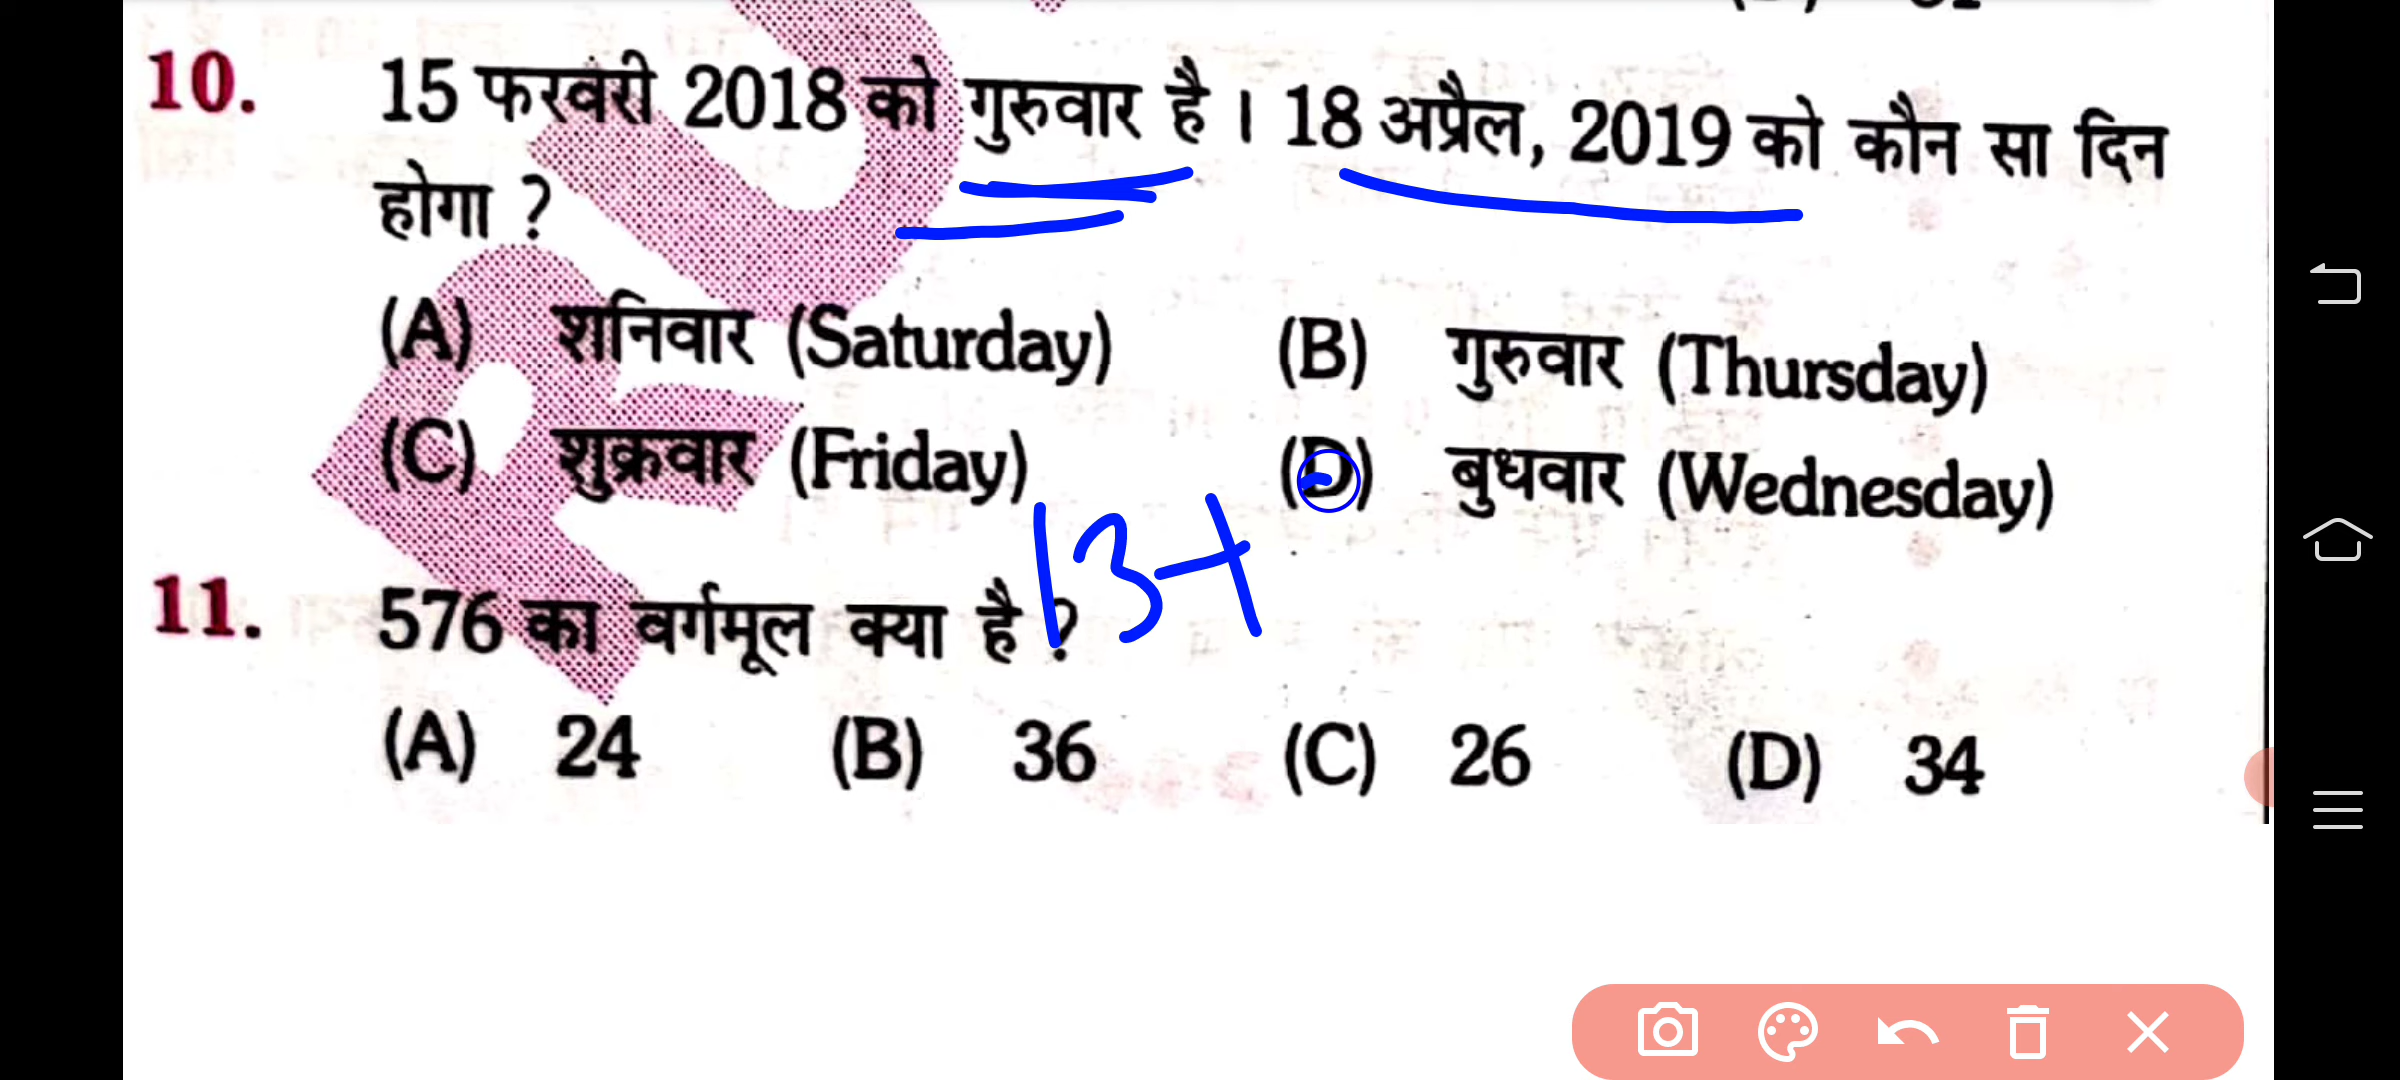 10. 15 फरवरी 2018 को गुरुवार है । 18 अप्रैल, 2019 को कौन सा दिन
होगा ?
(A) शनिवार (Saturday) (B) गुरुवार (Thursday)
(C) शुक्रवार (Friday) (D) बुधवार (Wednesday)
13+
11. 576 का वर्गमूल क्या है ?
(A) 24 (B) 36 (C) 26 (D) 34